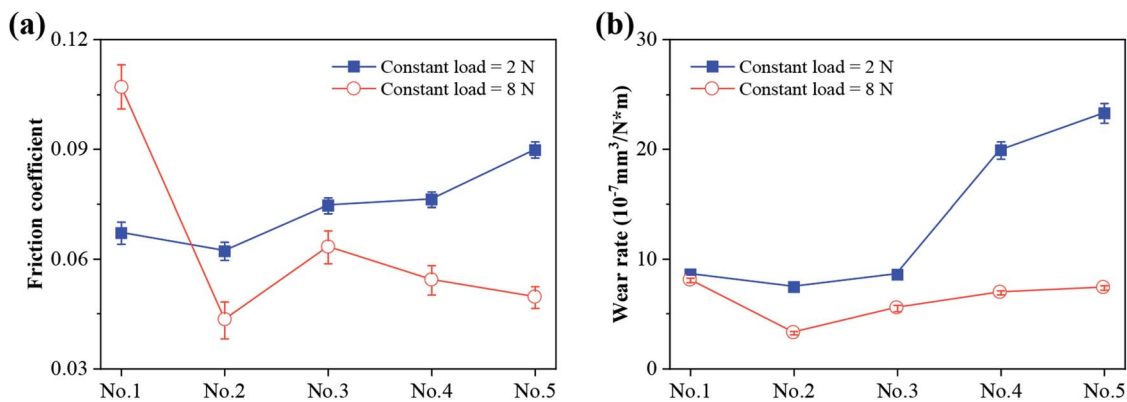 (a)
0.12
0.09
0.06
0.03
Friction coefficient
Constant load = 2 N
Constant load = 8 N
No.1 No.2 No.3 No.4 No.5
(b)
30
20
10
0
Wear rate (10⁻⁷mm³/N*m)
Constant load = 2 N
Constant load = 8 N
No.1 No.2 No.3 No.4 No.5